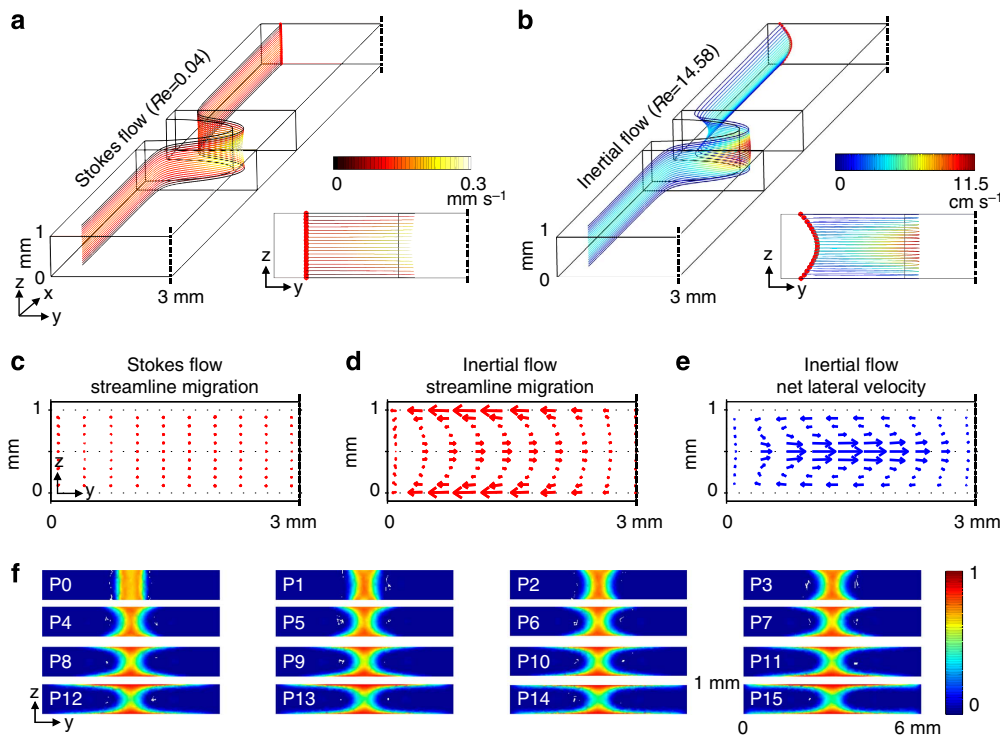 a
Stokes flow (Re=0.04)
0
0.3
mm s⁻¹
1
mm
0
3 mm
z
x
y
z
y
b
Inertial flow (Re=14.58)
0
11.5
cm s⁻¹
1
mm
0
3 mm
z
y
c
Stokes flow
streamline migration
1
mm
0
z
y
0
3 mm
d
Inertial flow
streamline migration
1
mm
0
0
3 mm
e
Inertial flow
net lateral velocity
1
mm
0
0
3 mm
f
P0
P1
P2
P3
P4
P5
P6
P7
P8
P9
P10
P11
P12
P13
P14
P15
1 mm
0
6 mm
z
y
1
0